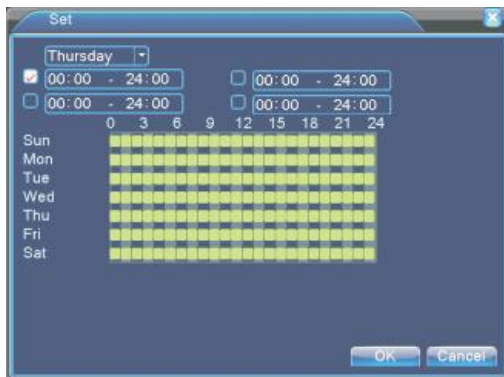 Set
Thursday
00:00 - 24:00 00:00 - 24:00
00:00 - 24:00 00:00 - 24:00
0 3 6 9 12 15 18 21 24
Sun
Mon
Tue
Wed
Thu
Fri
Sat
OK Cancel